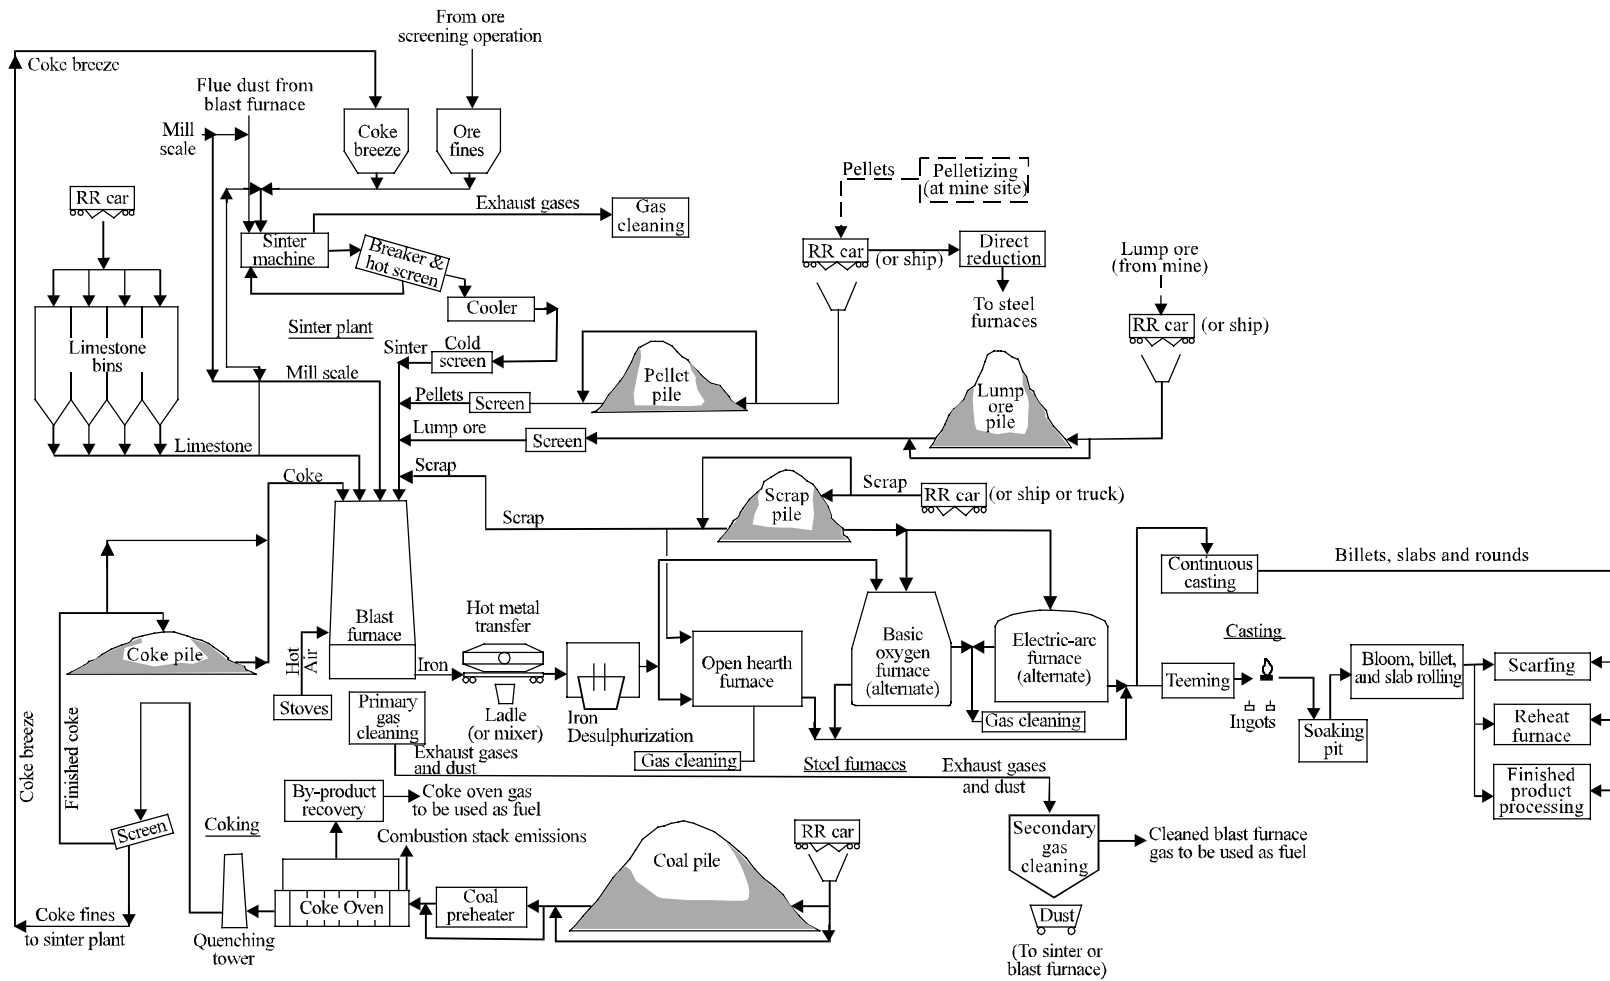 From ore
screening operation
Coke breeze
Flue dust from
blast furnace
Mill
scale
Coke
breeze
Ore
fines
Pellets
Pelletizing
(at mine site)
RR car
Exhaust gases
Gas
cleaning
Sinter
machine
Breaker &
hot screen
RR car
(or ship)
Direct
reduction
Lump ore
(from mine)
Cooler
To steel
furnaces
RR car
(or ship)
Sinter plant
Limestone
bins
Sinter
Cold
screen
Mill scale
Pellet
pile
Pellets
Screen
Lump
ore
pile
Lump ore
Screen
Limestone
Scrap
Coke
Scrap
pile
Scrap
RR car
(or ship or truck)
Scrap
Continuous
casting
Billets, slabs and rounds
Blast
furnace
Hot metal
transfer
Coke pile
Hot
Air
Iron
Open hearth
furnace
Basic
oxygen
furnace
(alternate)
Electric-arc
furnace
(alternate)
Casting
Teeming
Bloom, billet,
and slab rolling
Scarfing
Stoves
Primary
gas
cleaning
Ladle
(or mixer)
Iron
Desulphurization
Gas cleaning
Ingots
Soaking
pit
Reheat
furnace
Coke breeze
Finished coke
Exhaust gases
and dust
Gas cleaning
Steel furnaces
Exhaust gases
and dust
Finished
product
processing
By-product
recovery
Coke oven gas
to be used as fuel
Screen
Coking
Combustion stack emissions
Coal pile
RR car
Secondary
gas
cleaning
Cleaned blast furnace
gas to be used as fuel
Coke Oven
Coal
preheater
Coke fines
to sinter plant
Quenching
tower
Dust
(To sinter or
blast furnace)